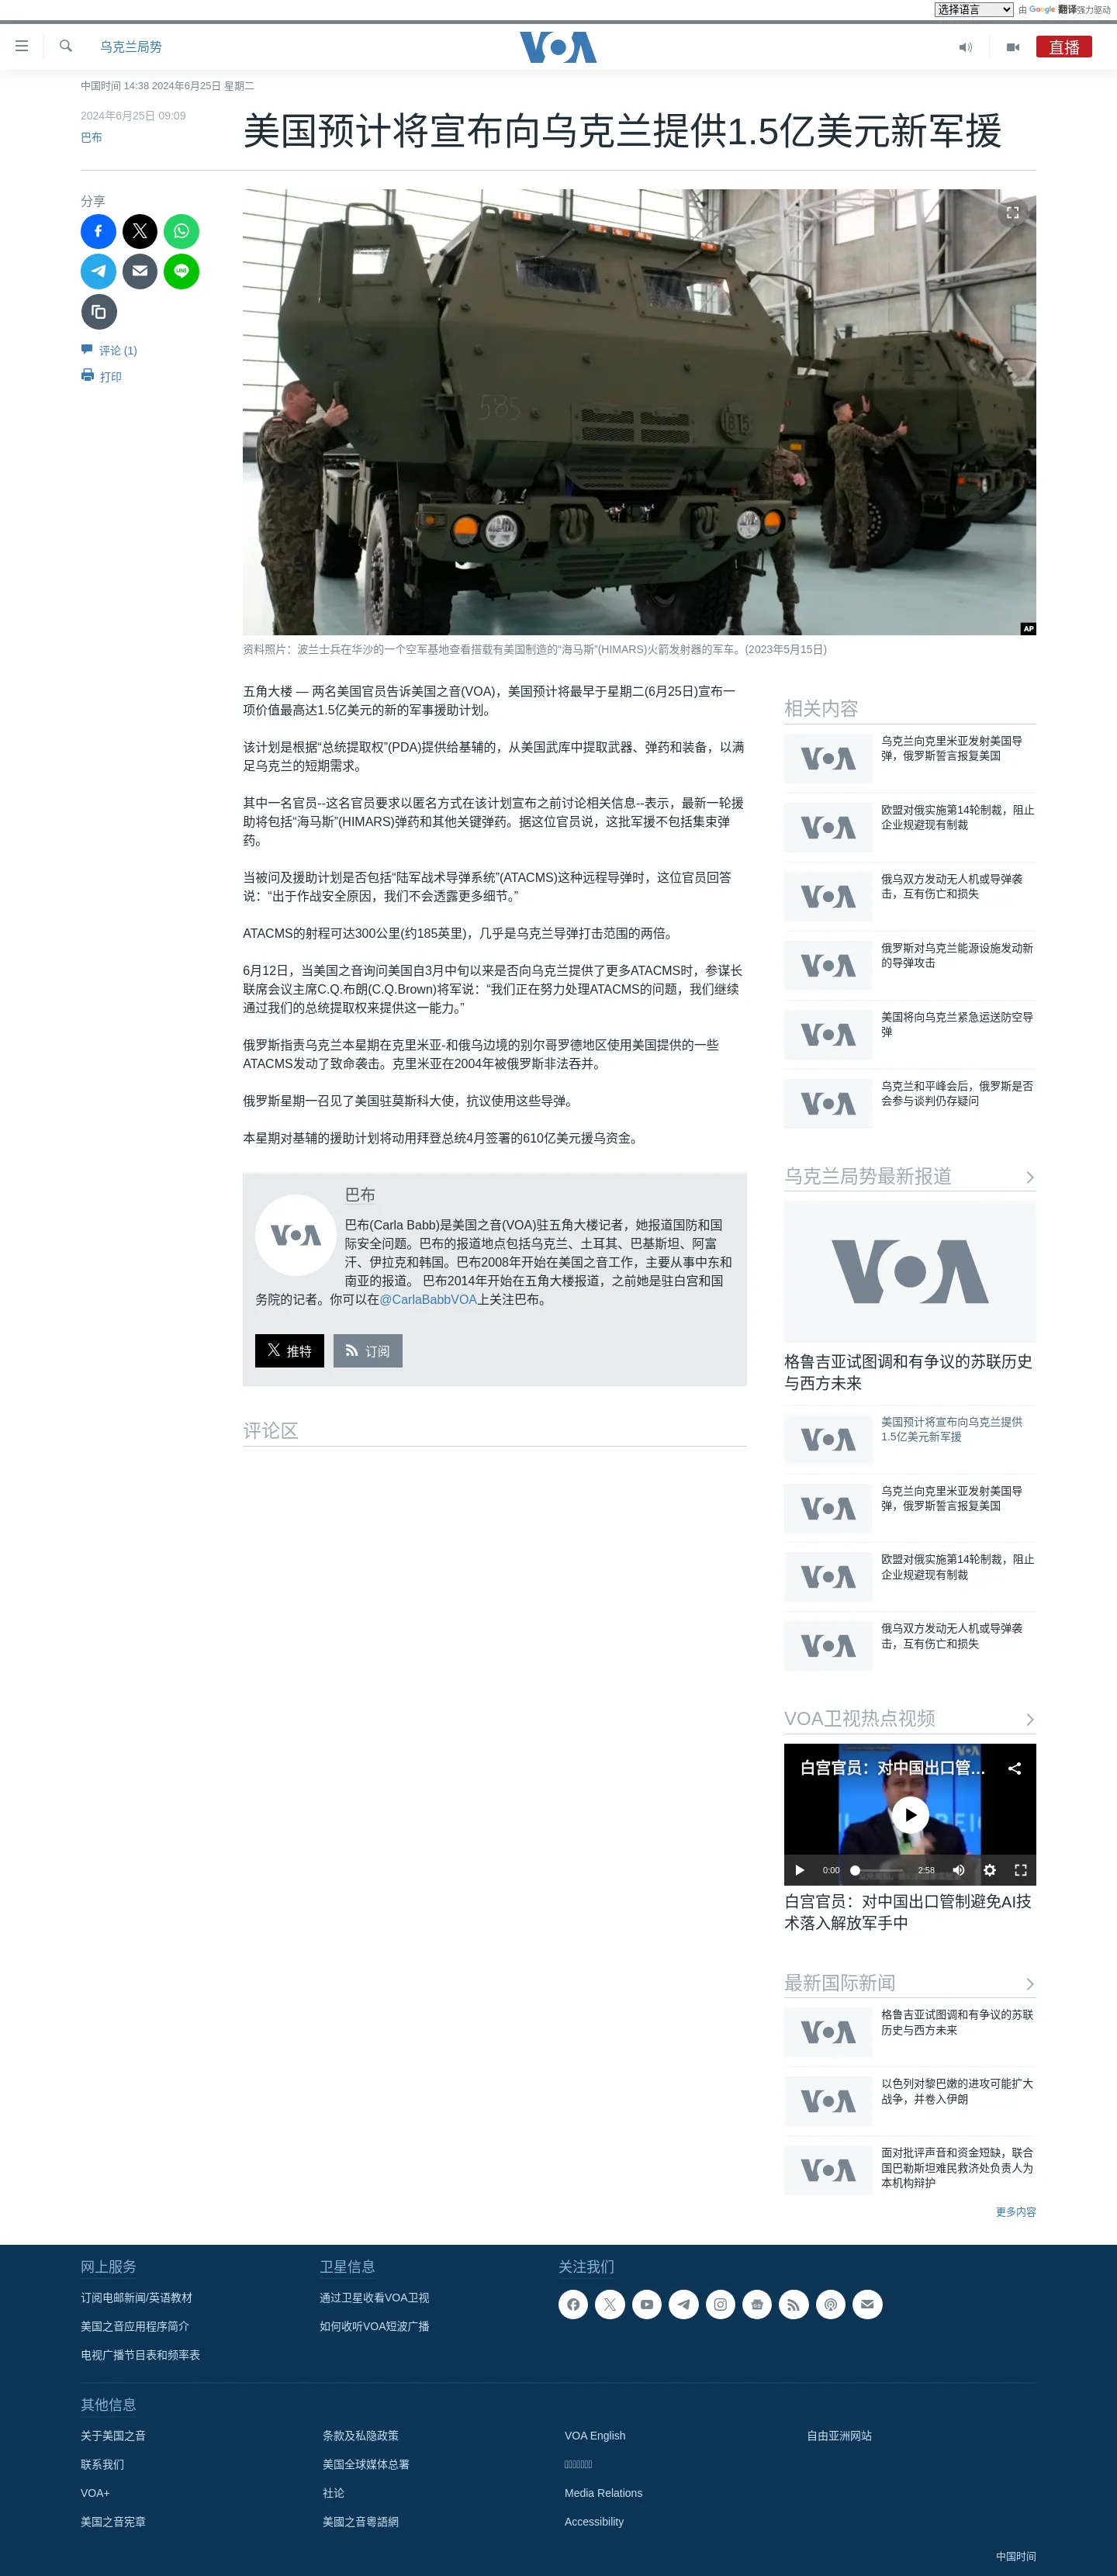 选择语言
由 Google 翻译强力驱动
乌克兰局势
VOA
直播
中国时间 14:38 2024年6月25日 星期二
2024年6月25日 09:09
巴布
美国预计将宣布向乌克兰提供1.5亿美元新军援
分享
LINE
评论 (1)
打印
585
AP
资料照片：波兰士兵在华沙的一个空军基地查看搭载有美国制造的“海马斯”(HIMARS)火箭发射器的军车。(2023年5月15日)
五角大楼 — 两名美国官员告诉美国之音(VOA)，美国预计将最早于星期二(6月25日)宣布一
项价值最高达1.5亿美元的新的军事援助计划。
该计划是根据“总统提取权”(PDA)提供给基辅的，从美国武库中提取武器、弹药和装备，以满
足乌克兰的短期需求。
其中一名官员--这名官员要求以匿名方式在该计划宣布之前讨论相关信息--表示，最新一轮援
助将包括“海马斯”(HIMARS)弹药和其他关键弹药。据这位官员说，这批军援不包括集束弹
药。
当被问及援助计划是否包括“陆军战术导弹系统”(ATACMS)这种远程导弹时，这位官员回答
说：“出于作战安全原因，我们不会透露更多细节。”
ATACMS的射程可达300公里(约185英里)，几乎是乌克兰导弹打击范围的两倍。
6月12日，当美国之音询问美国自3月中旬以来是否向乌克兰提供了更多ATACMS时，参谋长
联席会议主席C.Q.布朗(C.Q.Brown)将军说：“我们正在努力处理ATACMS的问题，我们继续
通过我们的总统提取权来提供这一能力。”
俄罗斯指责乌克兰本星期在克里米亚-和俄乌边境的别尔哥罗德地区使用美国提供的一些
ATACMS发动了致命袭击。克里米亚在2004年被俄罗斯非法吞并。
俄罗斯星期一召见了美国驻莫斯科大使，抗议使用这些导弹。
本星期对基辅的援助计划将动用拜登总统4月签署的610亿美元援乌资金。
VOA
巴布
巴布(Carla Babb)是美国之音(VOA)驻五角大楼记者，她报道国防和国
际安全问题。巴布的报道地点包括乌克兰、土耳其、巴基斯坦、阿富
汗、伊拉克和韩国。巴布2008年开始在美国之音工作，主要从事中东和
南亚的报道。 巴布2014年开始在五角大楼报道，之前她是驻白宫和国
务院的记者。你可以在@CarlaBabbVOA上关注巴布。
推特
订阅
评论区
相关内容
VOA
乌克兰向克里米亚发射美国导
弹，俄罗斯誓言报复美国
VOA
欧盟对俄实施第14轮制裁，阻止
企业规避现有制裁
VOA
俄乌双方发动无人机或导弹袭
击，互有伤亡和损失
VOA
俄罗斯对乌克兰能源设施发动新
的导弹攻击
VOA
美国将向乌克兰紧急运送防空导
弹
VOA
乌克兰和平峰会后，俄罗斯是否
会参与谈判仍存疑问
乌克兰局势最新报道
VOA
格鲁吉亚试图调和有争议的苏联历史
与西方未来
VOA
美国预计将宣布向乌克兰提供
1.5亿美元新军援
VOA
乌克兰向克里米亚发射美国导
弹，俄罗斯誓言报复美国
VOA
欧盟对俄实施第14轮制裁，阻止
企业规避现有制裁
VOA
俄乌双方发动无人机或导弹袭
击，互有伤亡和损失
VOA卫视热点视频
VOA
白宫官员：对中国出口管...
0:00
2:58
白宫官员：对中国出口管制避免AI技
术落入解放军手中
最新国际新闻
VOA
格鲁吉亚试图调和有争议的苏联
历史与西方未来
VOA
以色列对黎巴嫩的进攻可能扩大
战争，并卷入伊朗
VOA
面对批评声音和资金短缺，联合
国巴勒斯坦难民救济处负责人为
本机构辩护
更多内容
网上服务
订阅电邮新闻/英语教材
美国之音应用程序简介
电视广播节目表和频率表
卫星信息
通过卫星收看VOA卫视
如何收听VOA短波广播
关注我们
其他信息
关于美国之音
联系我们
VOA+
美国之音宪章
条款及私隐政策
美国全球媒体总署
社论
美國之音粵語網
VOA English
Media Relations
Accessibility
自由亚洲网站
中国时间